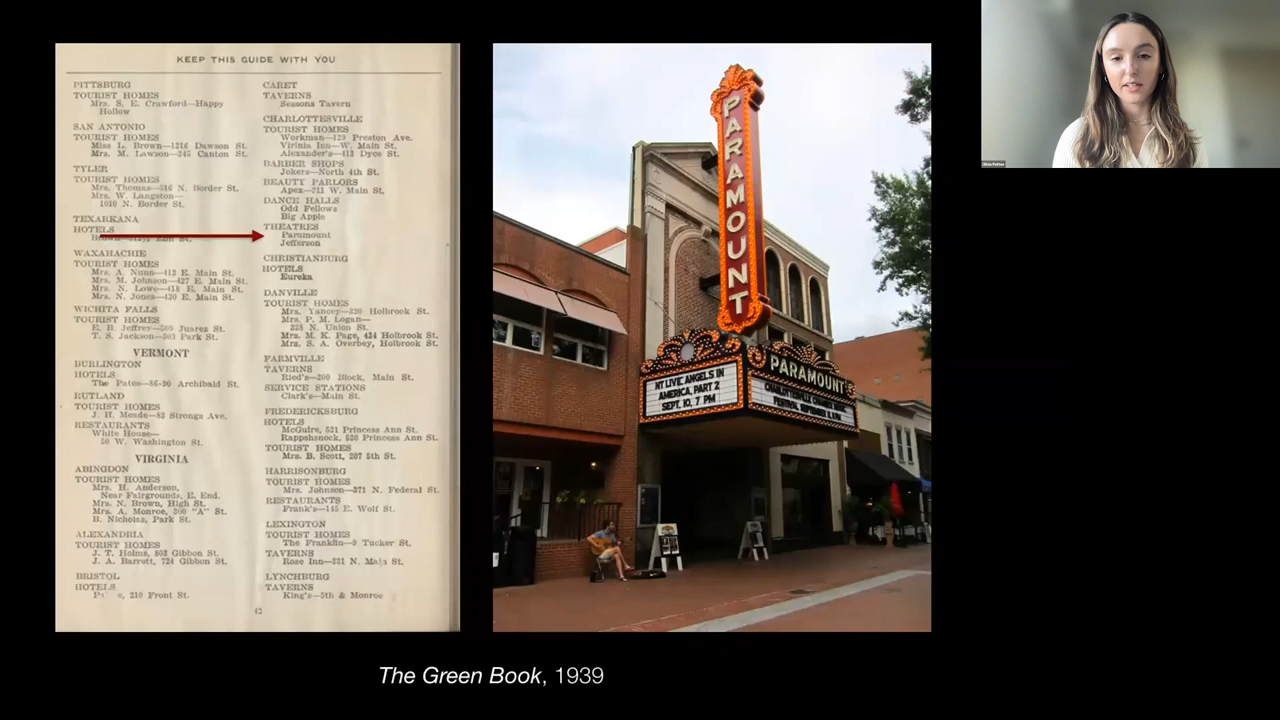 KEEP THIS GUIDE WITH YOU
PITTSBURG
TOURIST HOMES
Mrs. S. E. Crawford—Happy
Hollow
SAN ANTONIO
TOURIST HOMES
Miss L. Brown—1216 Dawson St.
Mrs. M. Lawson—245 Canton St.
TYLER
TOURIST HOMES
Mrs. Thomas—516 N. Border St.
Mrs. W. Langston—
1010 N. Border St.
TEXARKANA
HOTELS
Elm St.
WAXAHACHIE
TOURIST HOMES
Mrs. A. Nunn—412 E. Main St.
Mrs. M. Johnson—427 E. Main St.
Mrs. N. Lowe—418 E. Main St.
Mrs. N. Jones—430 E. Main St.
WICHITA FALLS
TOURIST HOMES
E. B. Jeffrey—509 Juarez St.
T. S. Jackson—303 Park St.
VERMONT
BURLINGTON
HOTELS
The Pates—86-90 Archibald St.
RUTLAND
TOURIST HOMES
J. H. Meade—83 Strongs Ave.
RESTAURANTS
White House—
50 W. Washington St.
VIRGINIA
ABINGDON
TOURIST HOMES
Mrs. H. Anderson,
Near Fairgrounds, E. End.
Mrs. N. Brown, High St.
Mrs. A. Monroe, 300 "A" St.
B. Nicholas, Park St.
ALEXANDRIA
TOURIST HOMES
J. T. Holms, 803 Gibbon St.
J. A. Barrett, 724 Gibbon St.
BRISTOL
HOTELS
210 Front St.
CARET
TAVERNS
Sessons Tavern
CHARLOTTESVILLE
TOURIST HOMES
Workman—129 Preston Ave.
Virinia Inn—W. Main St.
Alexander's—413 Dyos St.
BARBER SHOPS
Jokers—North 4th St.
BEAUTY PARLORS
Apex—211 W. Main St.
DANCE HALLS
Odd Fellows
Big Apple
THEATRES
Paramount
Jefferson
CHRISTIANBURG
HOTELS
Eureka
DANVILLE
TOURIST HOMES
Mrs. Yancey—320 Holbrook St.
Mrs. P. M. Logan—
328 N. Union St.
Mrs. M. K. Page, 434 Holbrook St.
Mrs. S. A. Overbey, Holbrook St.
FARMVILLE
TAVERNS
Ried's—200 Block, Main St.
SERVICE STATIONS
Clark's—Main St.
FREDERICKSBURG
HOTELS
McGuire, 521 Princess Ann St.
Rappshnock, 520 Princess Ann St.
TOURIST HOMES
Mrs. B. Scott, 207 5th St.
HARRISONBURG
TOURIST HOMES
Mrs. Johnson—371 N. Federal St.
RESTAURANTS
Frank's—145 E. Wolf St.
LEXINGTON
TOURIST HOMES
The Franklin—9 Tucker St.
TAVERNS
Rose Inn—331 N. Main St.
LYNCHBURG
TAVERNS
King's—5th & Monroe
42
PARAMOUNT
PARAMOUNT
NT LIVE: ANGELS IN
AMERICA, PART 2
SEPT. 10, 7 PM
The Green Book, 1939